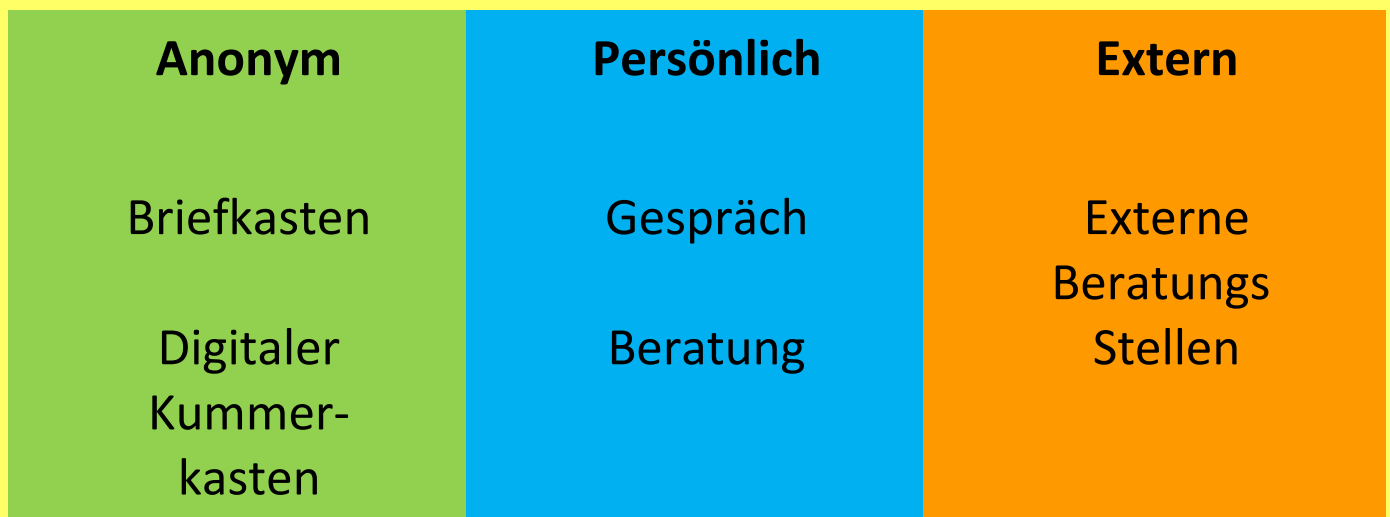 Anonym
Briefkasten
Digitaler
Kummer-
kasten
Persönlich
Gespräch
Beratung
Extern
Externe
Beratungs
Stellen